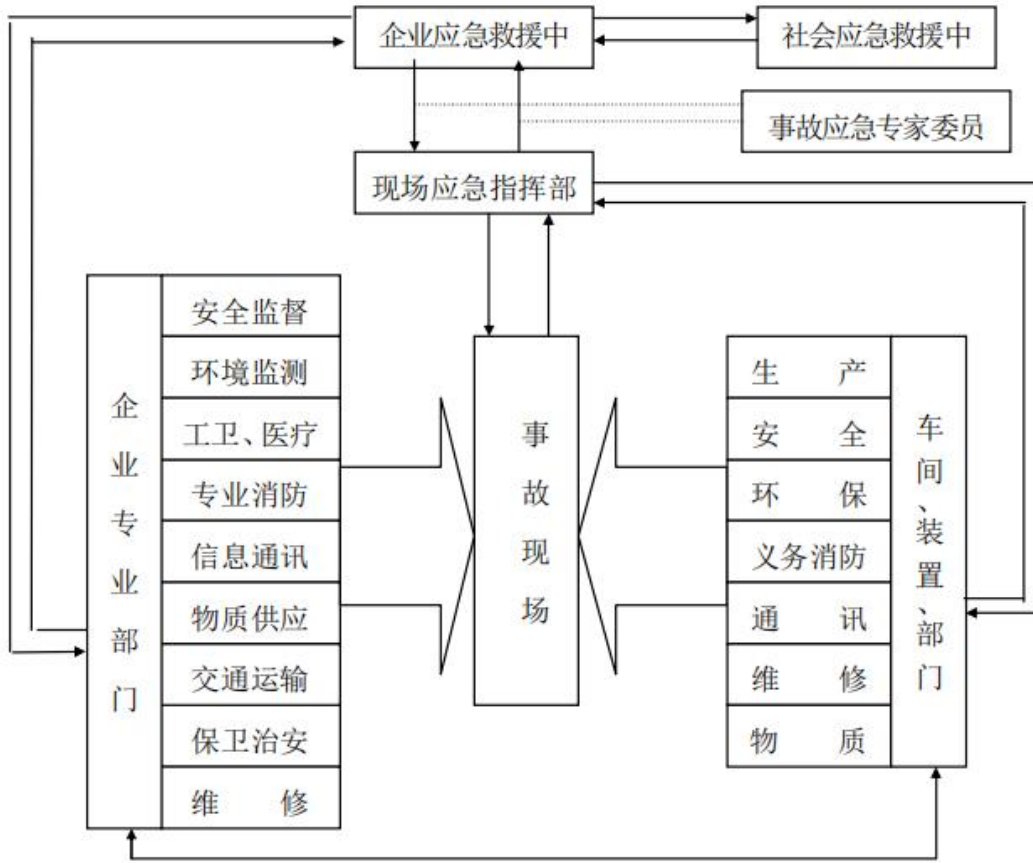 企业应急救援中
社会应急救援中
事故应急专家委员
现场应急指挥部
企业专业部门
安全监督
环境监测
工卫、医疗
专业消防
信息通讯
物质供应
交通运输
保卫治安
维 修
事故现场
生 产
安 全
环 保
义务消防
通 讯
维 修
物 质
车间、装置、部门